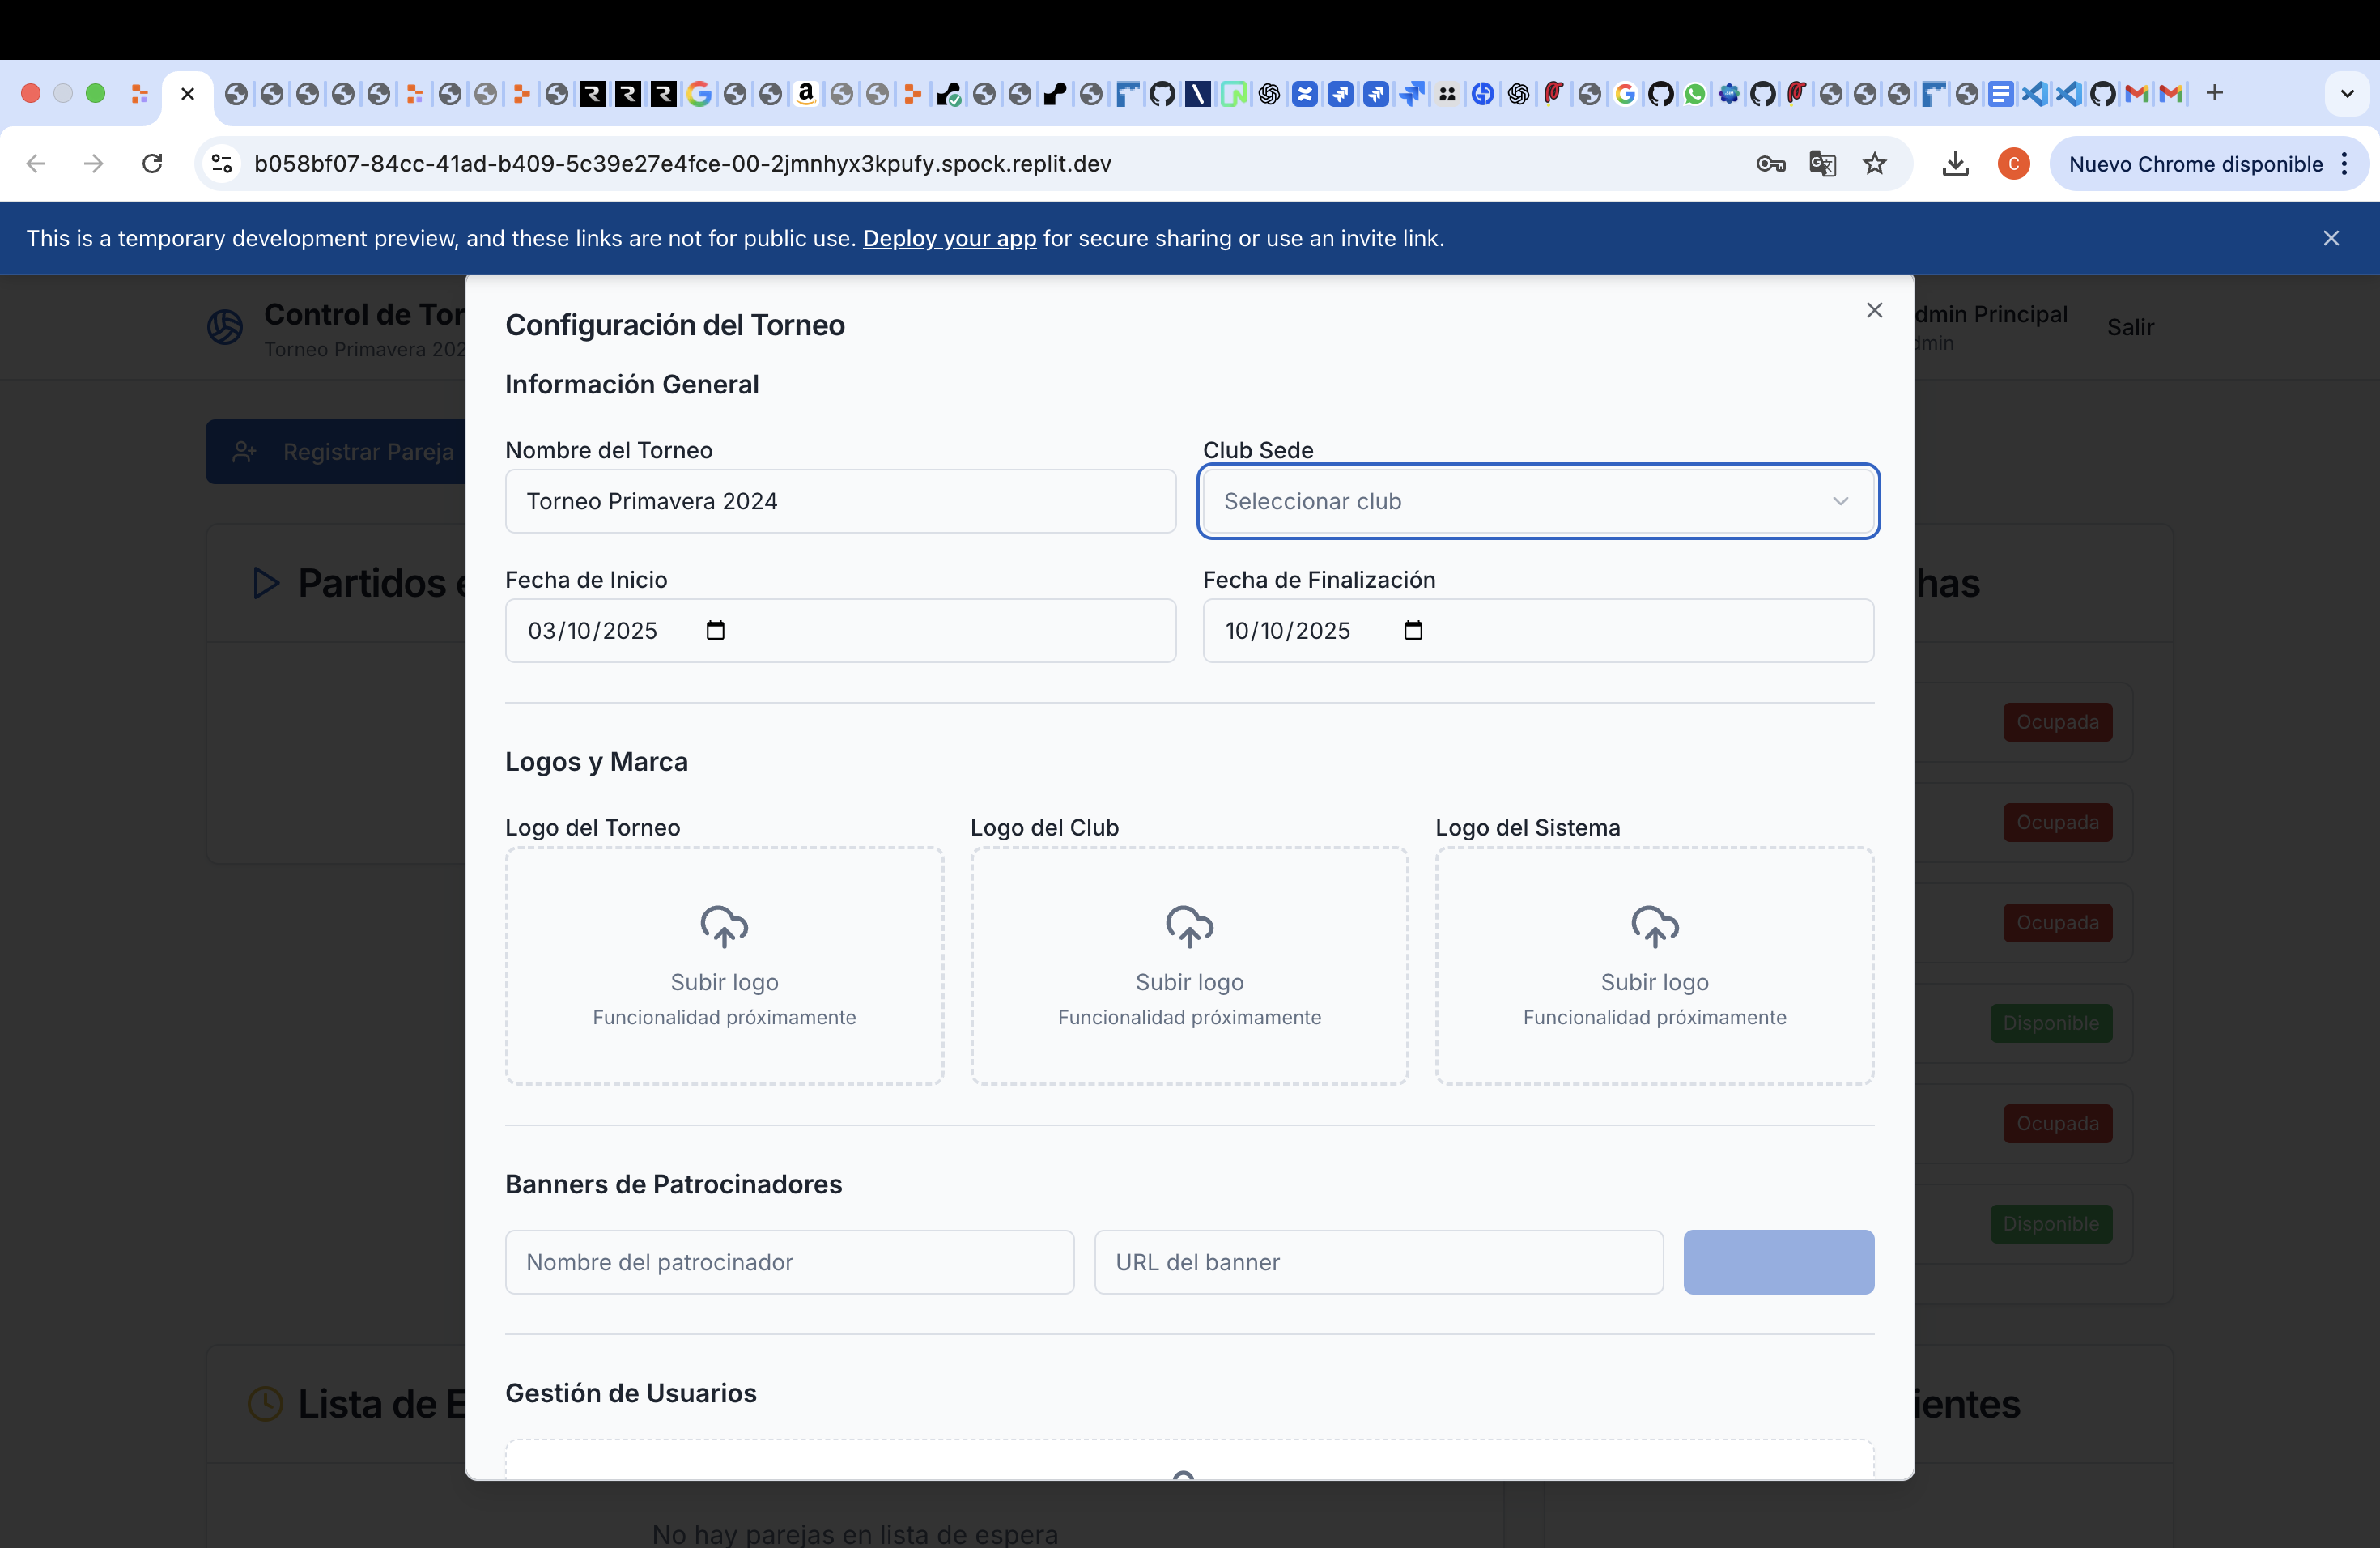 b058bf07-84cc-41ad-b409-5c39e27e4fce-00-2jmnhyx3kpufy.spock.replit.dev
C
Nuevo Chrome disponible
This is a temporary development preview, and these links are not for public use. Deploy your app for secure sharing or use an invite link.
Control de Tor
Torneo Primavera 202
dmin Principal
dmin
Salir
Registrar Pareja
Configuración del Torneo
Información General
Nombre del Torneo
Club Sede
Torneo Primavera 2024
Seleccionar club
Fecha de Inicio
Fecha de Finalización
03/10/2025
10/10/2025
Partidos e
has
Logos y Marca
Logo del Torneo
Logo del Club
Logo del Sistema
Subir logo
Subir logo
Subir logo
Funcionalidad próximamente
Funcionalidad próximamente
Funcionalidad próximamente
Ocupada
Ocupada
Ocupada
Disponible
Ocupada
Disponible
Banners de Patrocinadores
Nombre del patrocinador
URL del banner
Gestión de Usuarios
Lista de E
ientes
No hay parejas en lista de espera